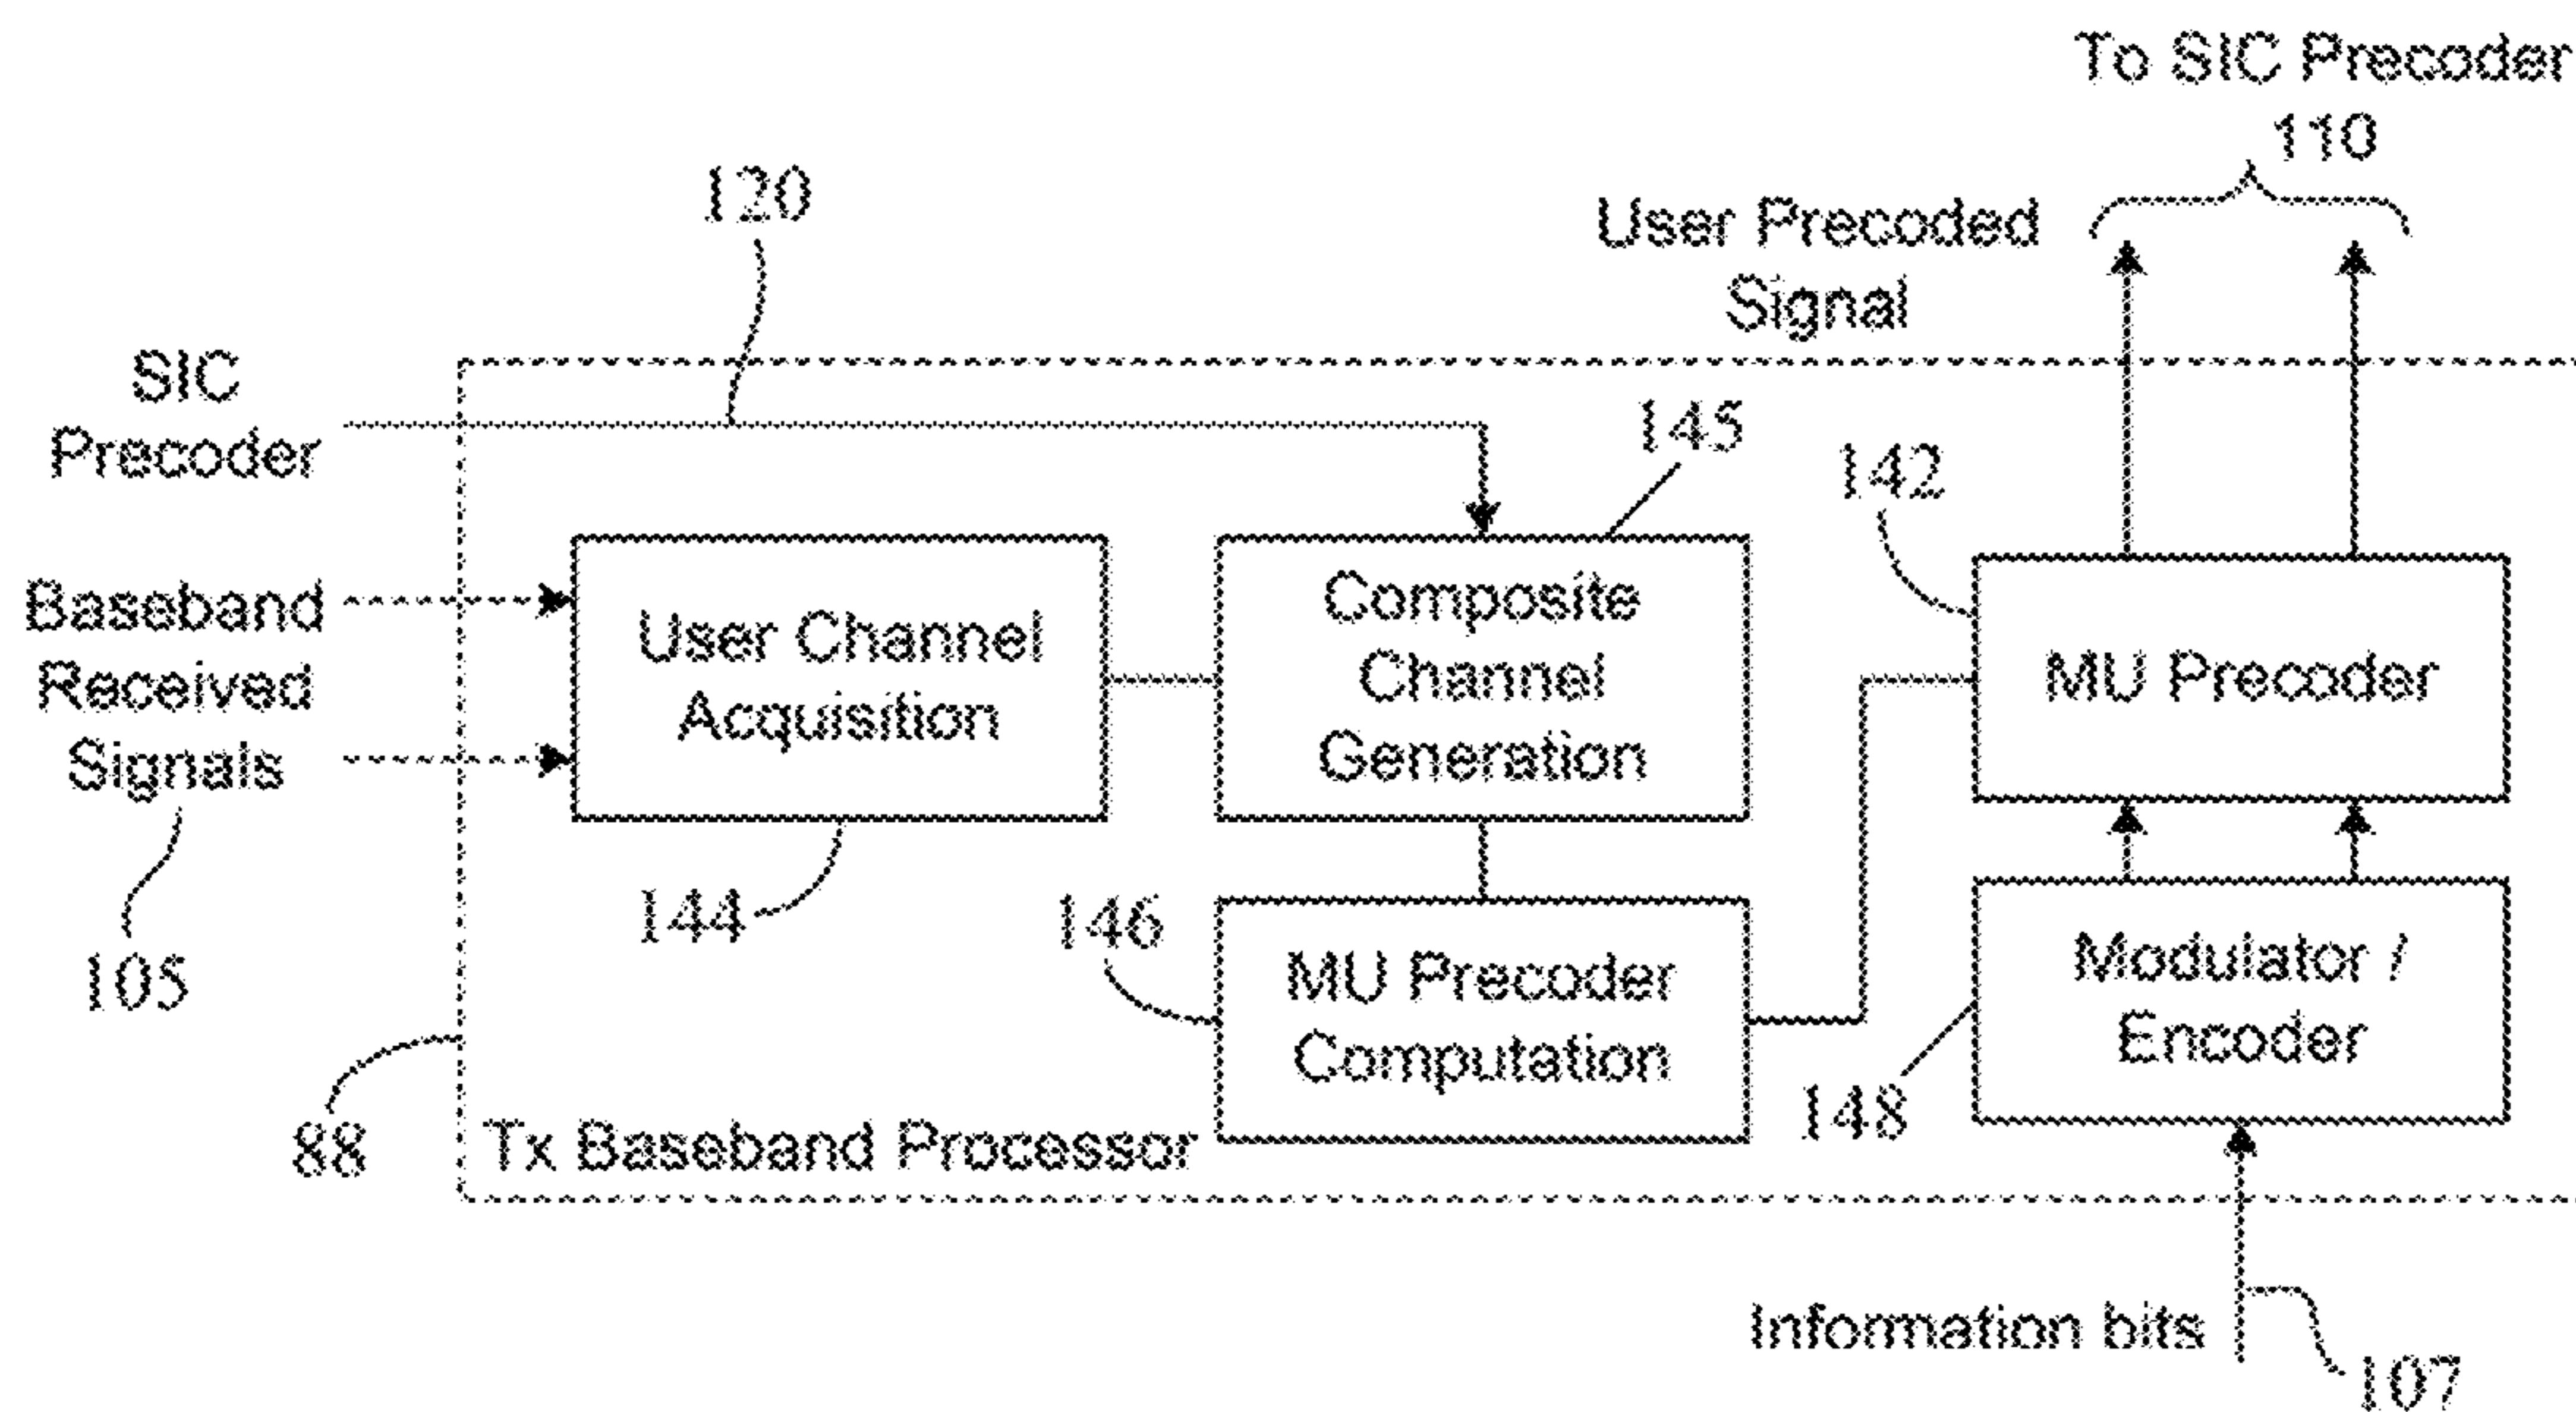 To SIC Precoder
110
120
User Precoded
Signal
SIC
Precoder
145
142
Baseband
Received
Signals
User Channel
Acquisition
Composite
Channel
Generation
MU Precoder
144
146
105
MU Precoder
Computation
Modulator /
Encoder
148
88
Tx Baseband Processor
Information bits
107